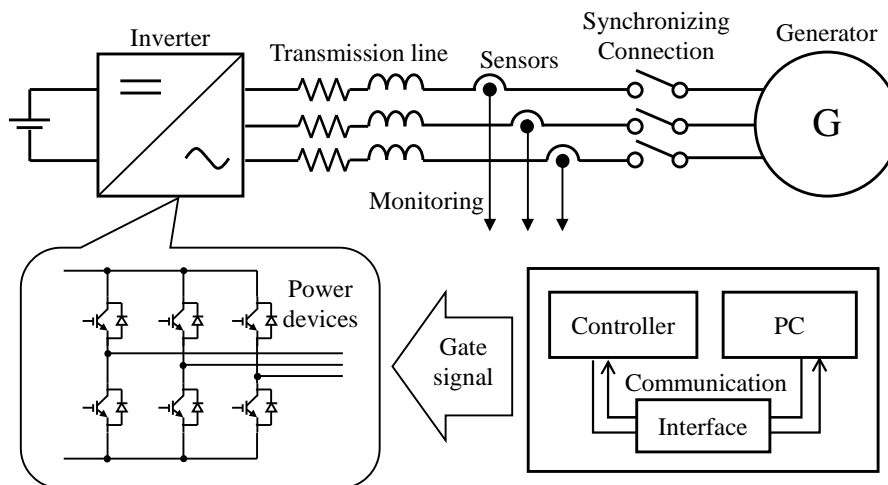 Inverter
Transmission line
Sensors
Synchronizing
Connection
Generator
G
Monitoring
Power
devices
Gate
signal
Controller
PC
Communication
Interface